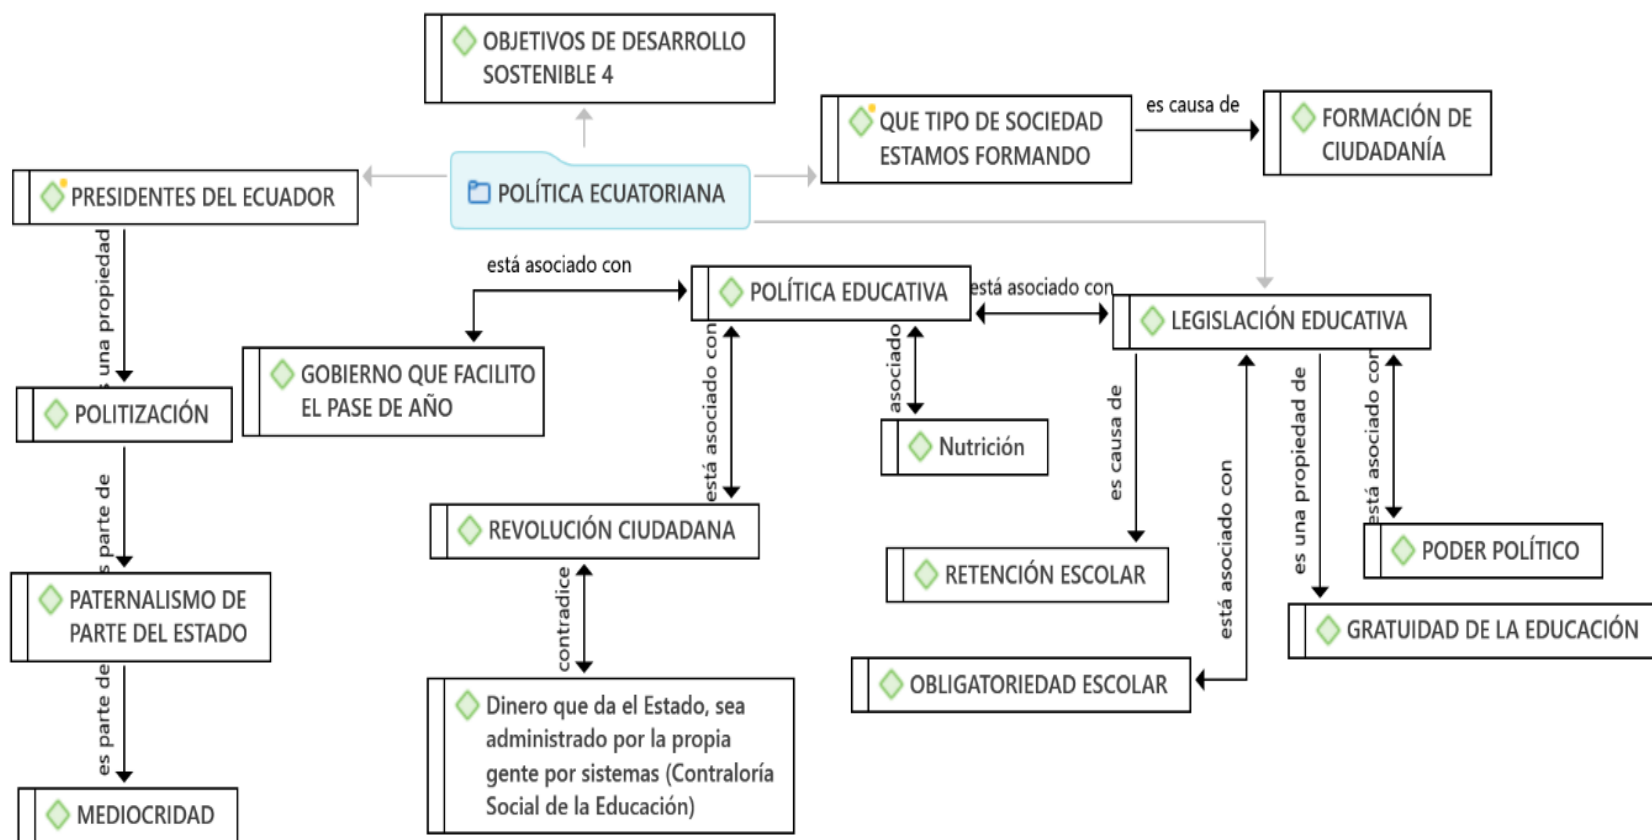 OBJETIVOS DE DESARROLLO
SOSTENIBLE 4
QUE TIPO DE SOCIEDAD
ESTAMOS FORMANDO
es causa de
FORMACIÓN DE
CIUDADANÍA
PRESIDENTES DEL ECUADOR
POLÍTICA ECUATORIANA
es una propiedad
está asociado con
POLÍTICA EDUCATIVA
está asociado con
LEGISLACIÓN EDUCATIVA
GOBIERNO QUE FACILITO
EL PASE DE AÑO
POLITIZACIÓN
está asociado con
asociado
Nutrición
es causa de
está asociado con
es una propiedad de
está asociado con
es parte de
REVOLUCIÓN CIUDADANA
RETENCIÓN ESCOLAR
PODER POLÍTICO
PATERNALISMO DE
PARTE DEL ESTADO
contradice
GRATUIDAD DE LA EDUCACIÓN
OBLIGATORIEDAD ESCOLAR
es parte de
Dinero que da el Estado, sea
administrado por la propia
gente por sistemas (Contraloría
Social de la Educación)
MEDIOCRIDAD